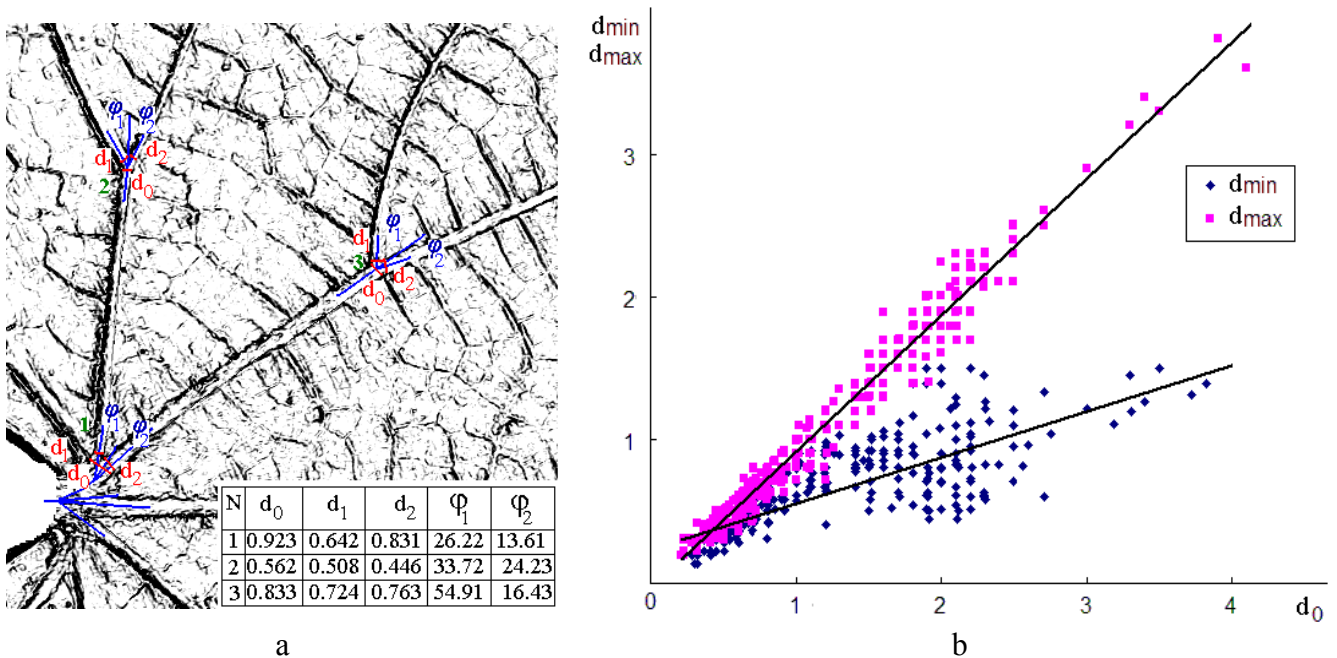 φ1 φ2
d1 d2
2 d0
φ1
d1
φ2
3
d0 d2
1 φ1
φ2
d1
d0 d2
N d0 d1 d2 φ1 φ2
1 0.923 0.642 0.831 26.22 13.61
2 0.562 0.508 0.446 33.72 24.23
3 0.833 0.724 0.763 54.91 16.43
a
dmin
dmax
3
2
1
0 1 2 3 4 d0
dmin
dmax
b